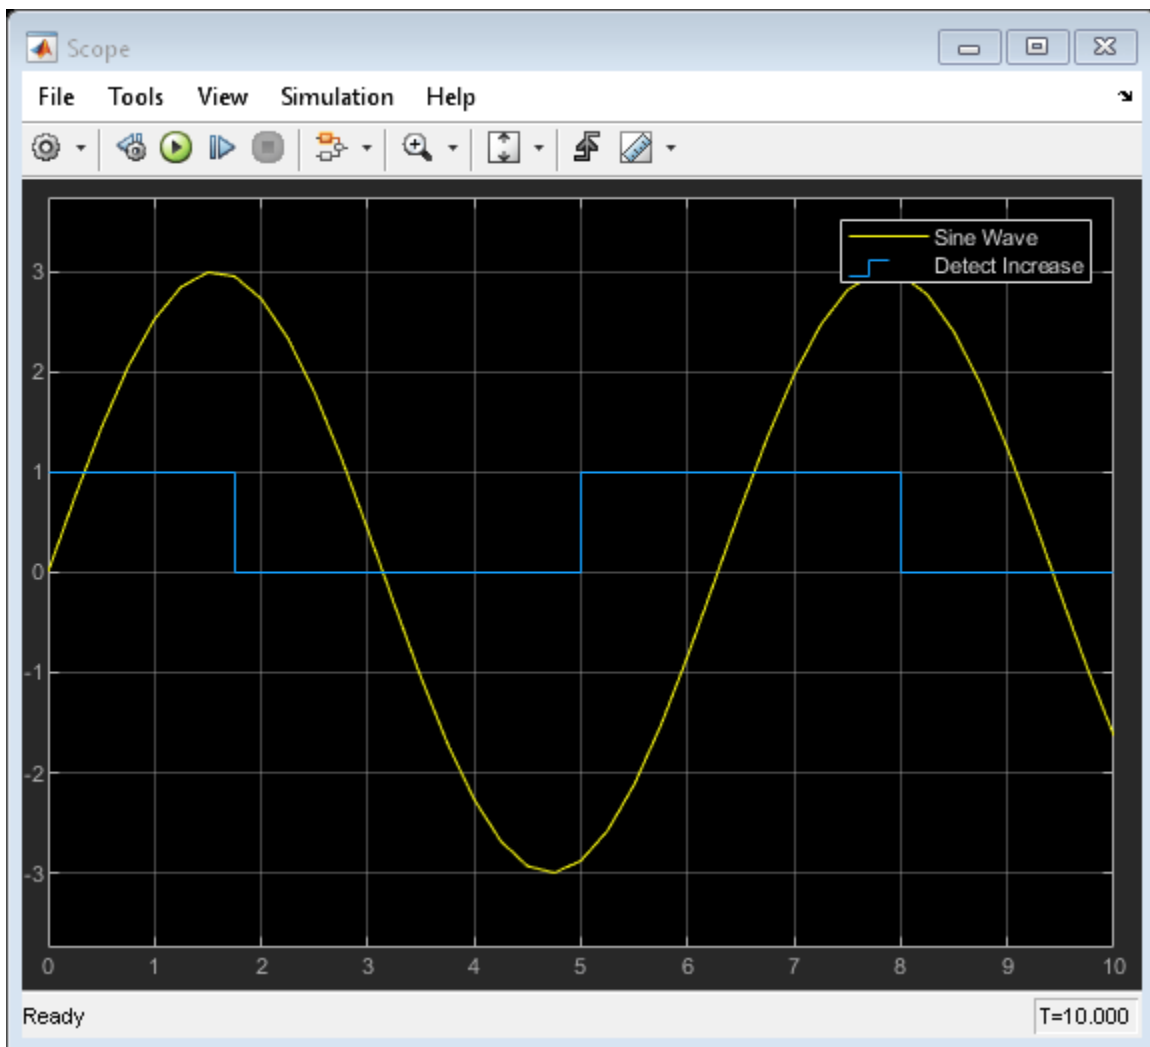 Scope
File Tools View Simulation Help
Sine Wave
Detect Increase
3
2
1
0
-1
-2
-3
0 1 2 3 4 5 6 7 8 9 10
Ready T=10.000